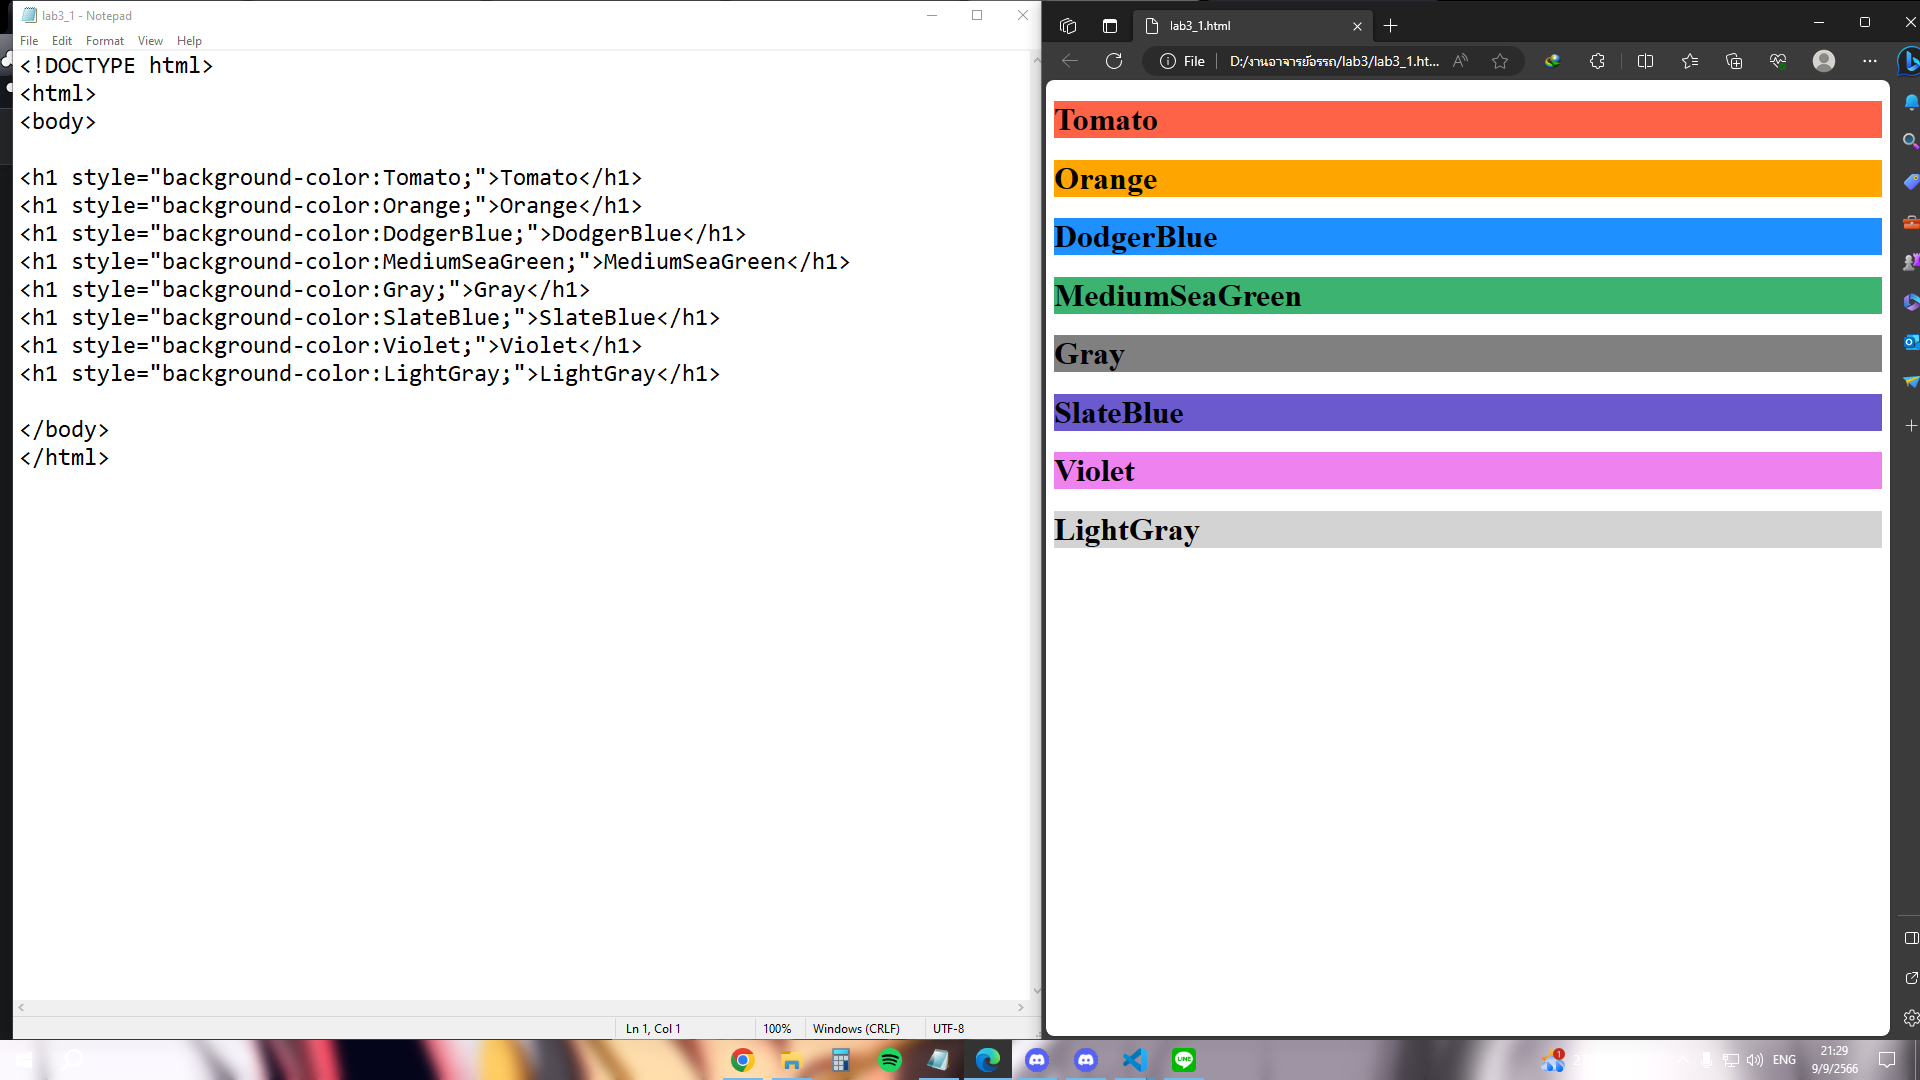 lab3_1 - Notepad
File Edit Format View Help
<!DOCTYPE html>
<html>
<body>
<h1 style="background-color:Tomato;">Tomato</h1>
<h1 style="background-color:Orange;">Orange</h1>
<h1 style="background-color:DodgerBlue;">DodgerBlue</h1>
<h1 style="background-color:MediumSeaGreen;">MediumSeaGreen</h1>
<h1 style="background-color:Gray;">Gray</h1>
<h1 style="background-color:SlateBlue;">SlateBlue</h1>
<h1 style="background-color:Violet;">Violet</h1>
<h1 style="background-color:LightGray;">LightGray</h1>
</body>
</html>
Ln 1, Col 1 100% Windows (CRLF) UTF-8
lab3_1.html
File D:/งานอาจารย์อรรถ/lab3/lab3_1.ht...
Tomato
Orange
DodgerBlue
MediumSeaGreen
Gray
SlateBlue
Violet
LightGray
LINE
1
ENG
21:29
9/9/2566